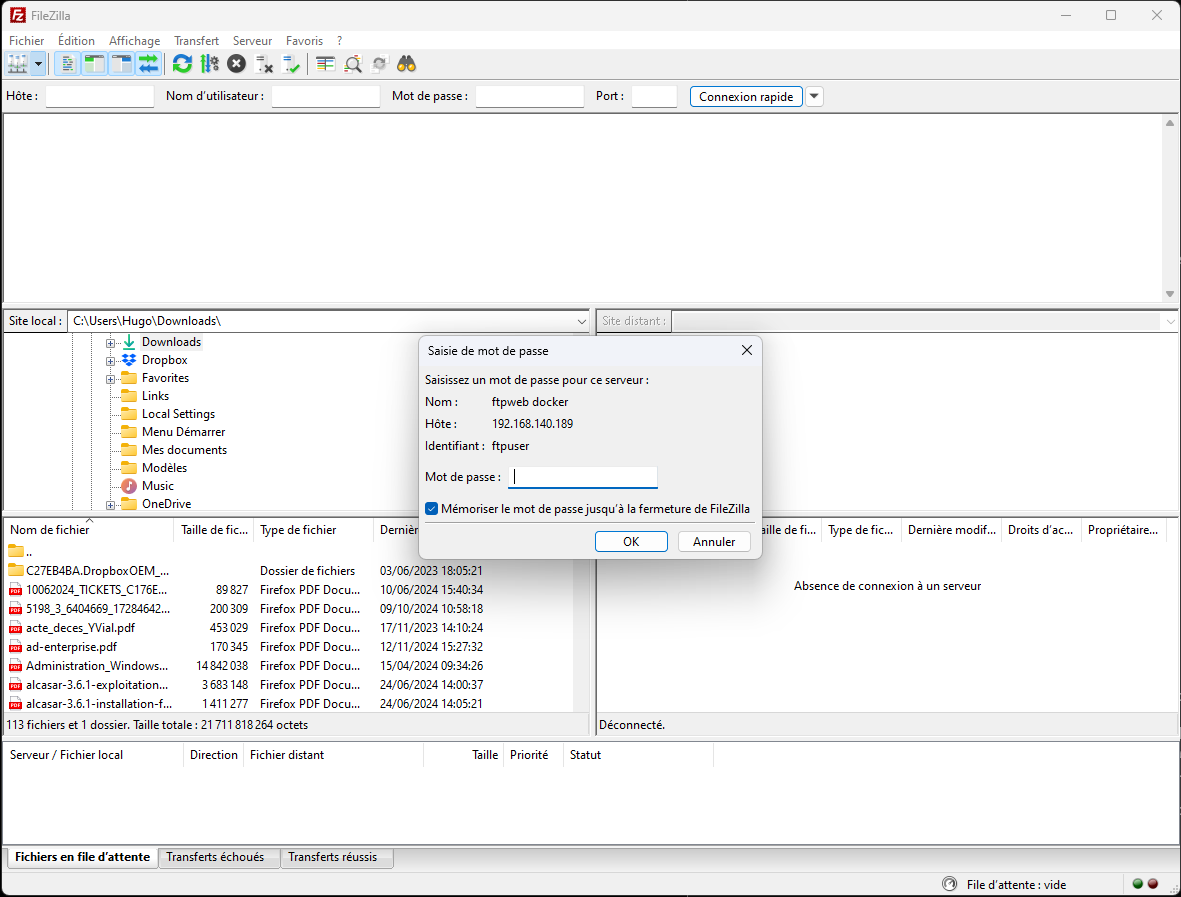 FileZilla
Fichier Édition Affichage Transfert Serveur Favoris ?
Hôte : Nom d'utilisateur : Mot de passe : Port : Connexion rapide
Site local : C:\Users\Hugo\Downloads\
Site distant :
Downloads
Dropbox
Favorites
Links
Local Settings
Menu Démarrer
Mes documents
Modèles
Music
OneDrive
Saisie de mot de passe
Saisissez un mot de passe pour ce serveur :
Nom : ftpweb docker
Hôte : 192.168.140.189
Identifiant : ftpuser
Mot de passe :
Mémoriser le mot de passe jusqu'à la fermeture de FileZilla
OK Annuler
Nom de fichier Taille de fic... Type de fichier Dernièr
..
C27EB4BA.DropboxOEM_... Dossier de fichiers 03/06/2023 18:05:21
10062024_TICKETS_C176E... 89 827 Firefox PDF Docu... 10/06/2024 15:40:34
5198_3_6404669_17284642... 200 309 Firefox PDF Docu... 09/10/2024 10:58:18
acte_deces_YVial.pdf 453 029 Firefox PDF Docu... 17/11/2023 14:10:24
ad-enterprise.pdf 170 345 Firefox PDF Docu... 12/11/2024 15:27:32
Administration_Windows... 14 842 038 Firefox PDF Docu... 15/04/2024 09:34:26
alcasar-3.6.1-exploitation... 3 683 148 Firefox PDF Docu... 24/06/2024 14:00:37
alcasar-3.6.1-installation-f... 1 411 277 Firefox PDF Docu... 24/06/2024 14:05:21
113 fichiers et 1 dossier. Taille totale : 21 711 818 264 octets
aille de fi... Type de fic... Dernière modif... Droits d'ac... Propriétaire...
Absence de connexion à un serveur
Déconnecté.
Serveur / Fichier local Direction Fichier distant Taille Priorité Statut
Fichiers en file d'attente Transferts échoués Transferts réussis
File d'attente : vide